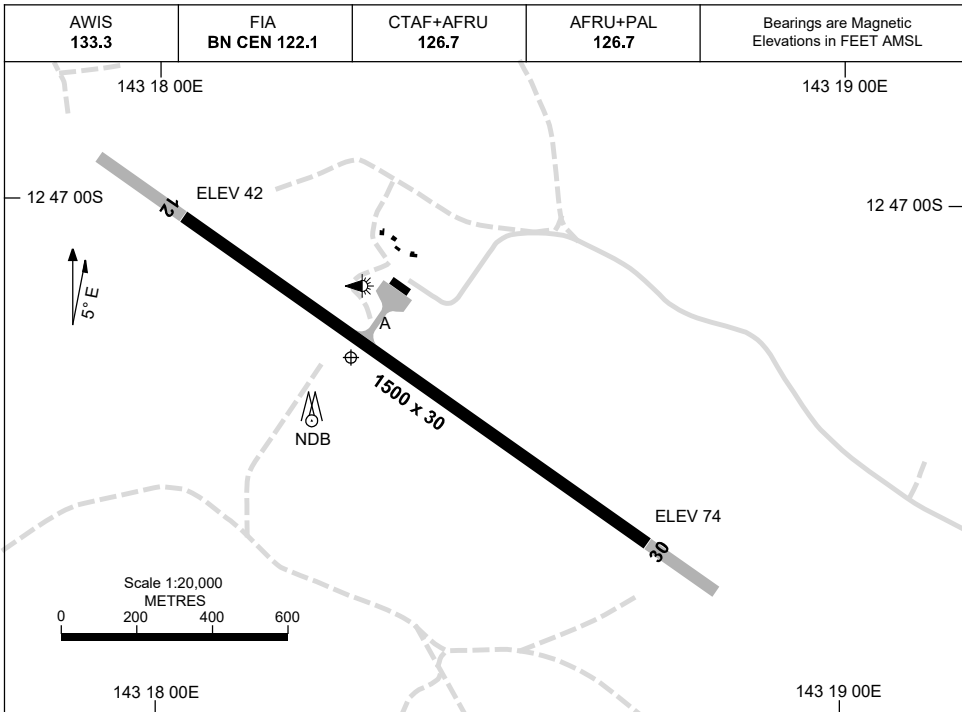 AWIS
133.3
FIA
BN CEN 122.1
CTAF+AFRU
126.7
AFRU+PAL
126.7
Bearings are Magnetic
Elevations in FEET AMSL
143 18 00E
143 19 00E
12 47 00S
12 47 00S
12
ELEV 42
5° E
A
1500 x 30
NDB
ELEV 74
30
Scale 1:20,000
METRES
0 200 400 600
143 18 00E
143 19 00E